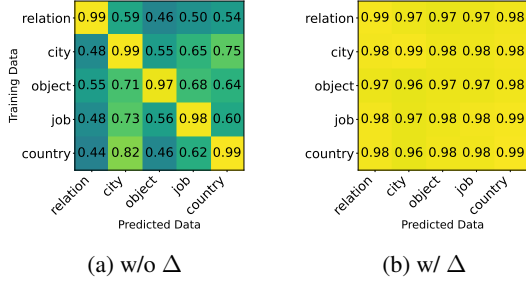 relation 0.99 0.59 0.46 0.50 0.54
city 0.48 0.99 0.55 0.65 0.75
object 0.55 0.71 0.97 0.68 0.64
job 0.48 0.73 0.56 0.98 0.60
country 0.44 0.82 0.46 0.62 0.99
Training Data
relation city object job country
Predicted Data
(a) w/o Δ
relation 0.99 0.97 0.97 0.97 0.98
city 0.98 0.99 0.98 0.98 0.98
object 0.97 0.96 0.97 0.97 0.98
job 0.98 0.97 0.98 0.98 0.99
country 0.98 0.96 0.98 0.98 0.99
relation city object job country
Predicted Data
(b) w/ Δ